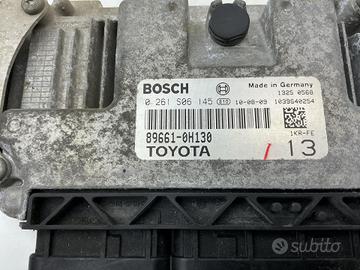 BOSCH
Made in Germany
1325 0568
0 261 S06 145
10-08-09
1039S40254
89661-0H130
1KR-FE
TOYOTA
/ 13
subito